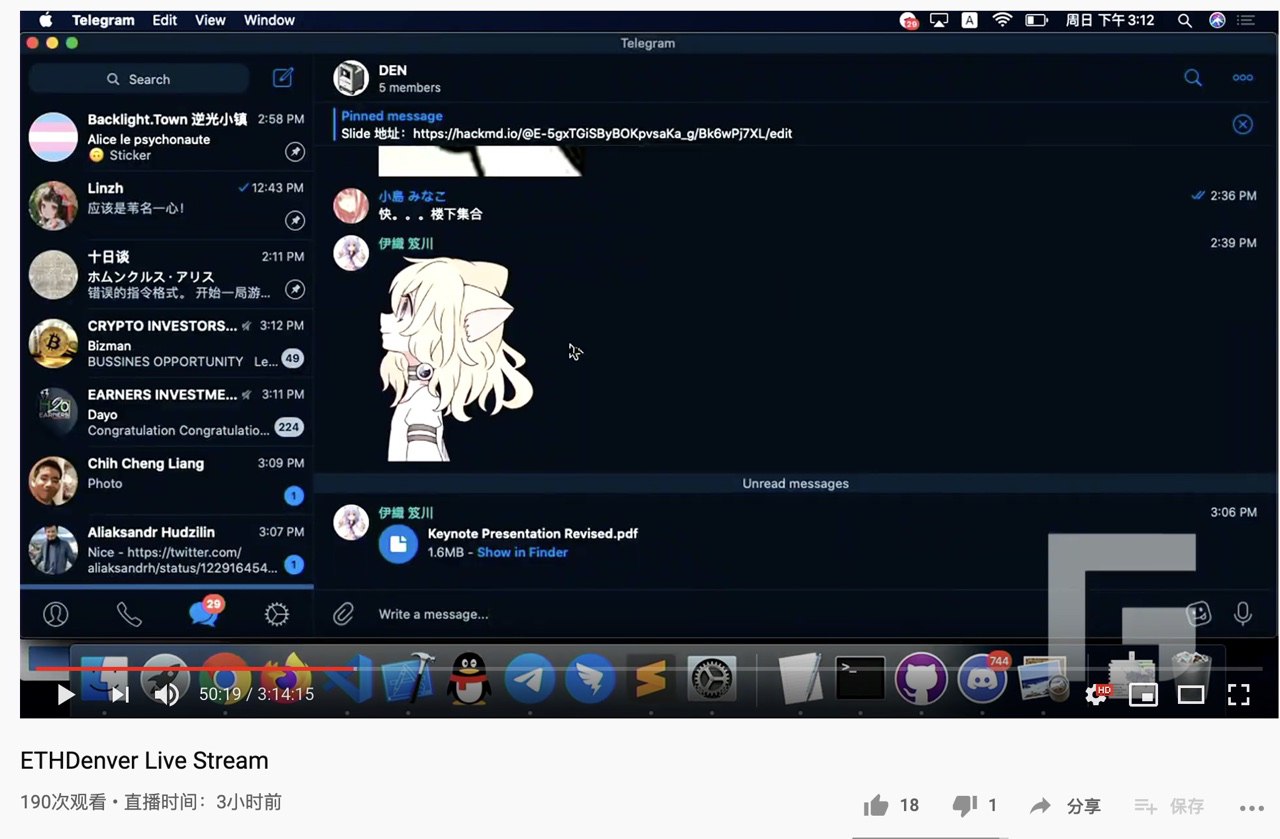 Telegram Edit View Window
29
A
周日 下午3:12
Telegram
Search
Backlight.Town 逆光小镇 2:58 PM
Alice le psychonaute
Sticker
Linzh 12:43 PM
应该是苇名一心！
十日谈 2:11 PM
ホムンクルス·アリス
错误的指令格式。 开始一局游...
CRYPTO INVESTORS... 3:12 PM
Bizman
BUSSINES OPPORTUNITY Le... 49
EARNERS INVESTME... 3:11 PM
Dayo
Congratulation Congratulatio... 224
H20
EARNERS
Chih Cheng Liang 3:09 PM
Photo
1
Aliaksandr Hudzilin 3:07 PM
Nice - https://twitter.com/
aliaksandrh/status/122916454... 1
29
DEN
5 members
Pinned message
Slide 地址： https://hackmd.io/@E-5gxTGiSByBOKpvsaKa_g/Bk6wPj7XL/edit
小島 みなこ 2:36 PM
快。。。楼下集合
伊織 笈川 2:39 PM
Unread messages
伊織 笈川 3:06 PM
Keynote Presentation Revised.pdf
1.6MB - Show in Finder
Write a message...
744
50:19 / 3:14:15
HD
ETHDenver Live Stream
190次观看 • 直播时间：3小时前
18 1 分享 保存